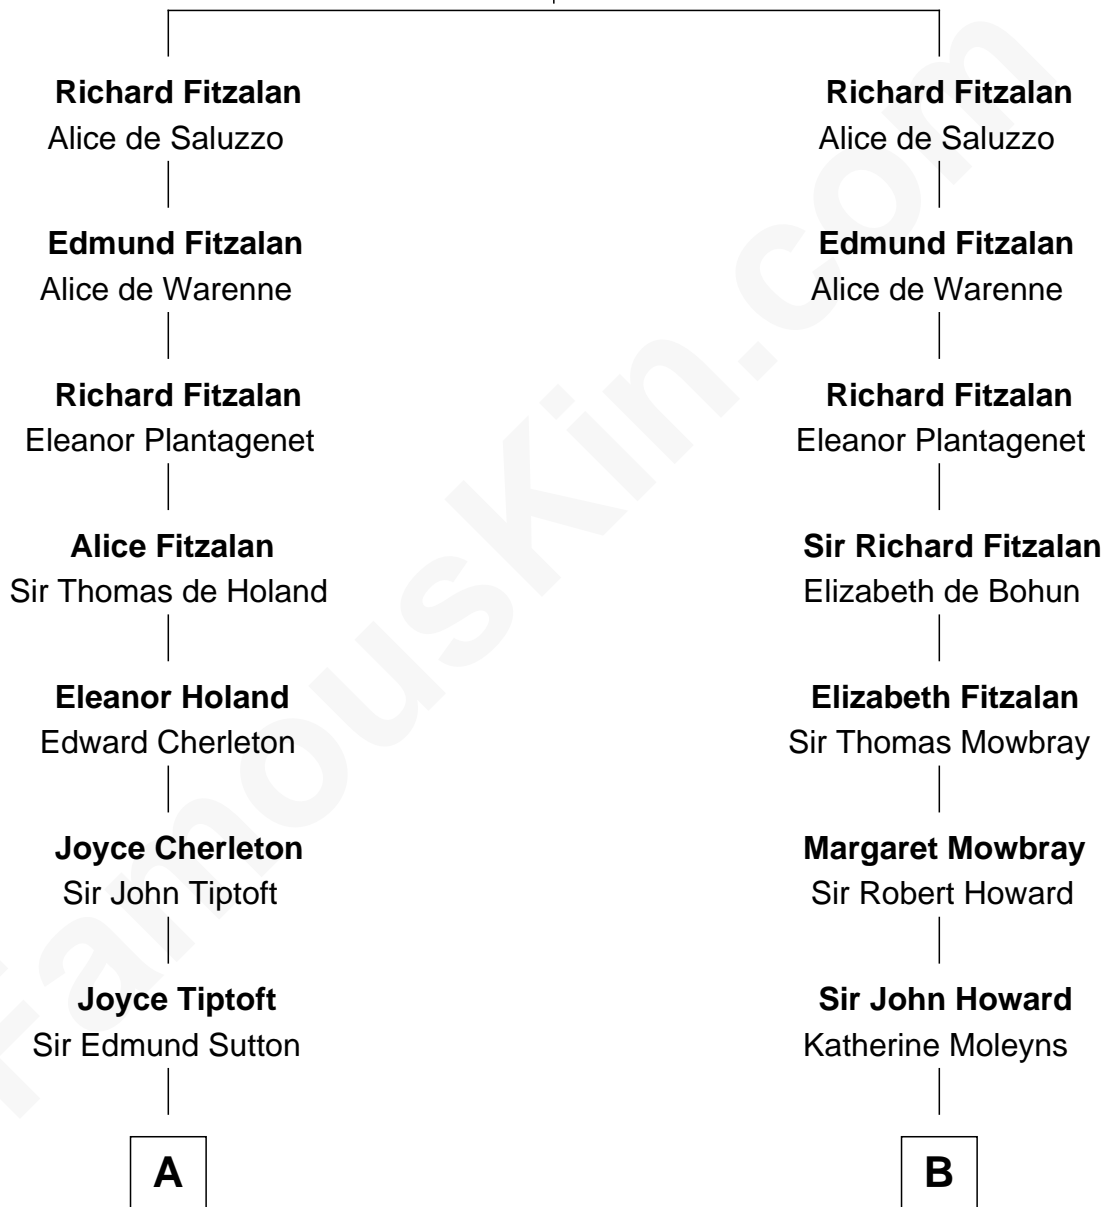 Richard Fitzalan
Alice de Saluzzo
Edmund Fitzalan
Alice de Warenne
Richard Fitzalan
Eleanor Plantagenet
Alice Fitzalan
Sir Thomas de Holand
Eleanor Holand
Edward Cherleton
Joyce Cherleton
Sir John Tiptoft
Joyce Tiptoft
Sir Edmund Sutton
A
Richard Fitzalan
Alice de Saluzzo
Edmund Fitzalan
Alice de Warenne
Richard Fitzalan
Eleanor Plantagenet
Sir Richard Fitzalan
Elizabeth de Bohun
Elizabeth Fitzalan
Sir Thomas Mowbray
Margaret Mowbray
Sir Robert Howard
Sir John Howard
Katherine Moleyns
B
FamousKin.com